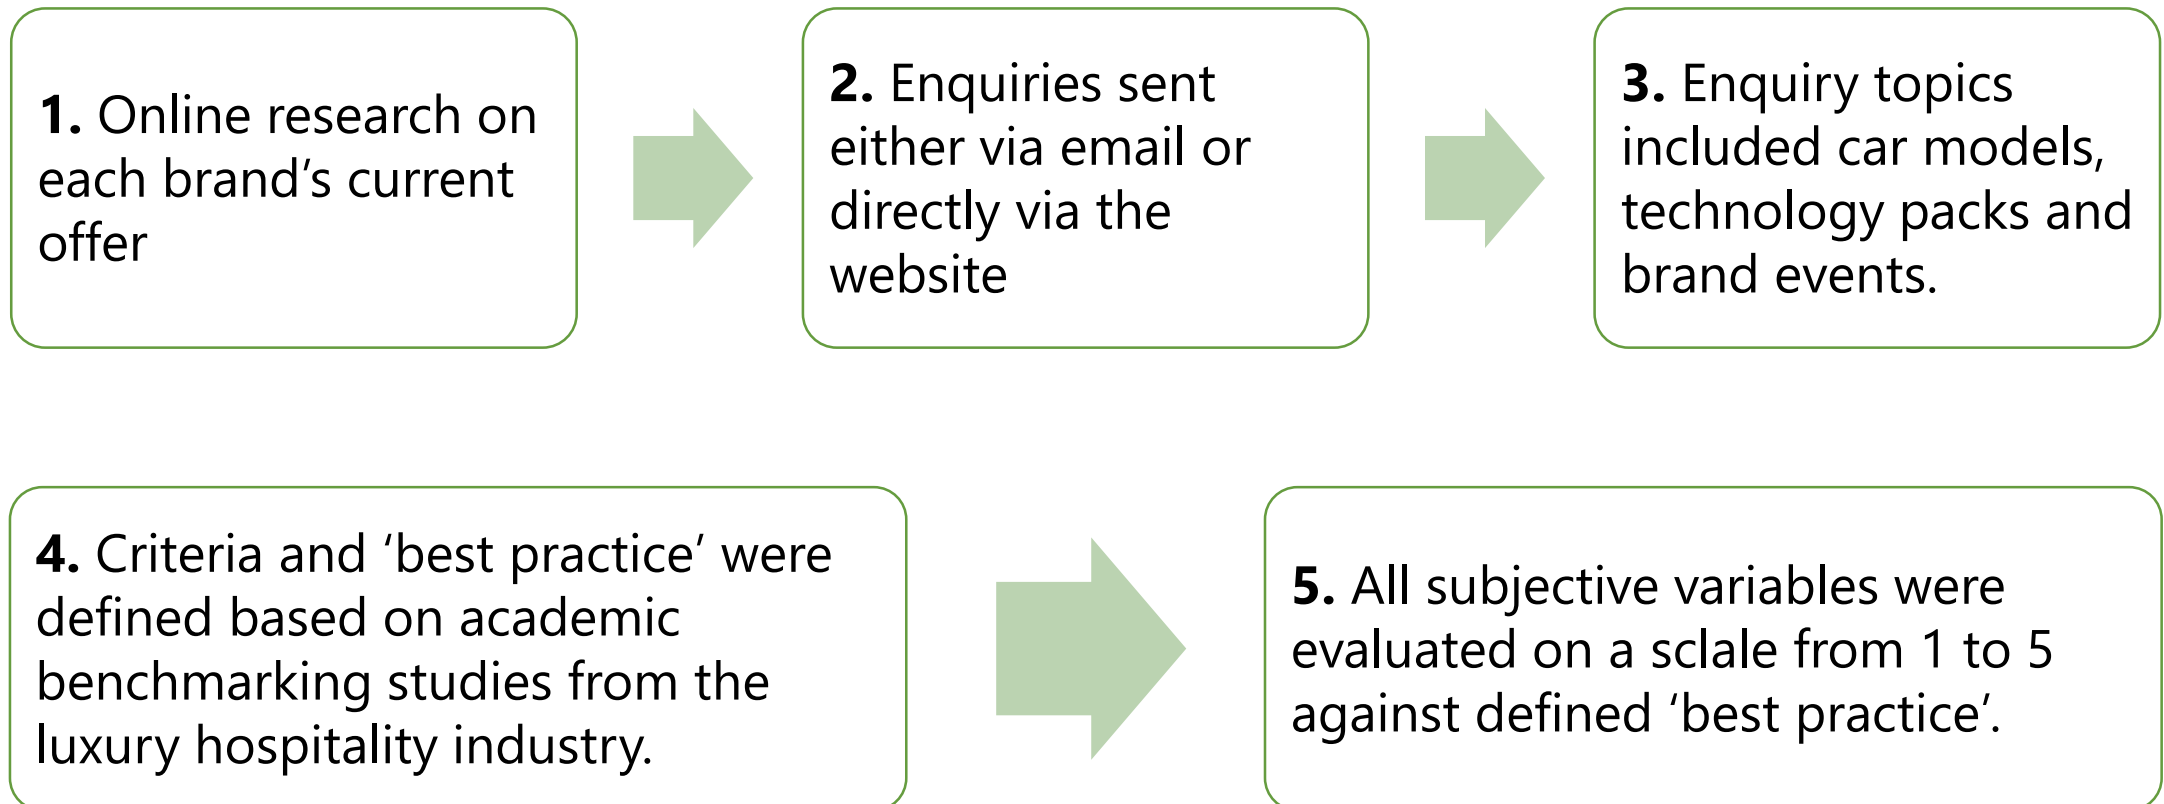 1. Online research on
each brand’s current
offer
2. Enquiries sent
either via email or
directly via the
website
3. Enquiry topics
included car models,
technology packs and
brand events.
4. Criteria and ‘best practice’ were
defined based on academic
benchmarking studies from the
luxury hospitality industry.
5. All subjective variables were
evaluated on a sclale from 1 to 5
against defined ‘best practice’.